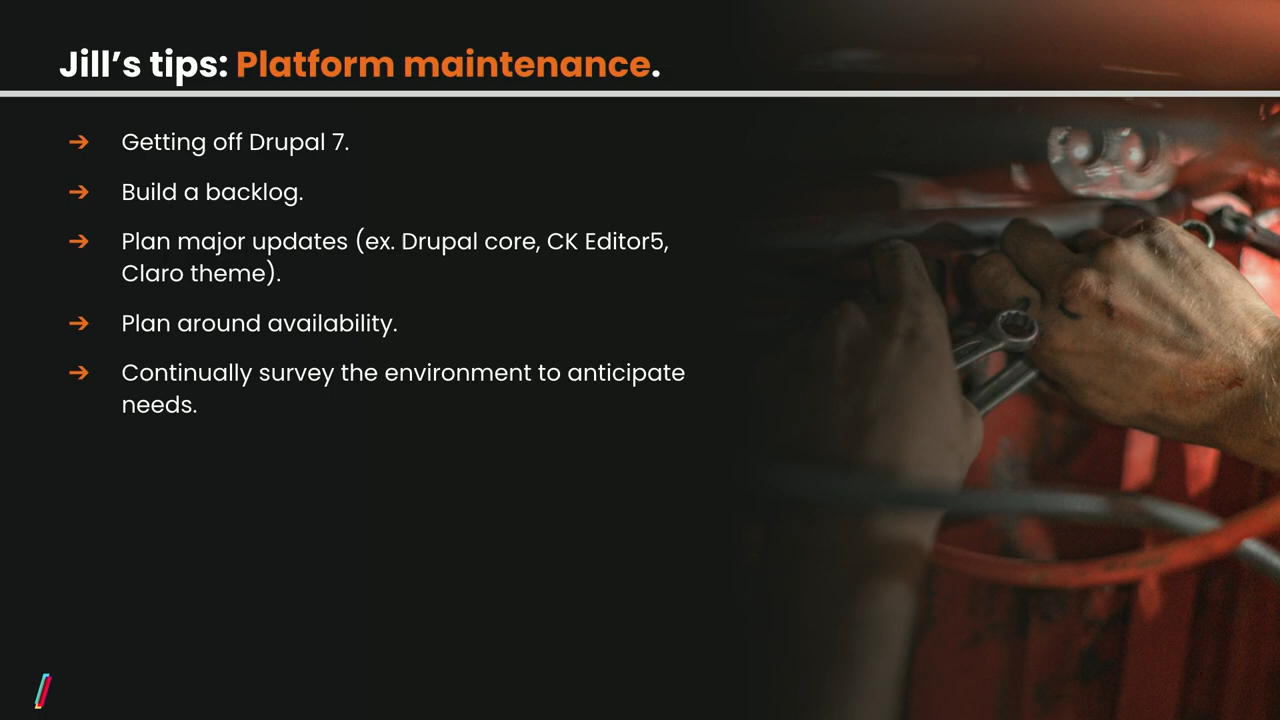 Jill’s tips: Platform maintenance.
➔ Getting off Drupal 7.
➔ Build a backlog.
➔ Plan major updates (ex. Drupal core, CK Editor5,
Claro theme).
➔ Plan around availability.
➔ Continually survey the environment to anticipate
needs.